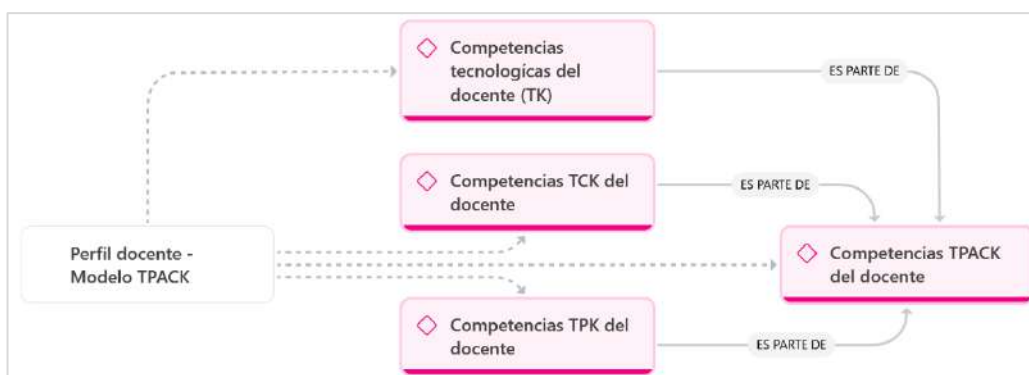 Competencias
tecnologícas del
docente (TK)
ES PARTE DE
Competencias TCK del
docente
ES PARTE DE
Perfil docente -
Modelo TPACK
Competencias TPACK
del docente
Competencias TPK del
docente
ES PARTE DE